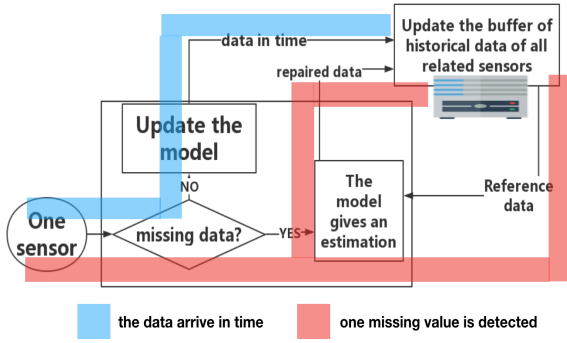 Update the buffer of
historical data of all
related sensors
data in time
repaired data
Update the
model
NO
One
sensor
missing data?
YES
The
model
gives an
estimation
Reference
data
the data arrive in time
one missing value is detected